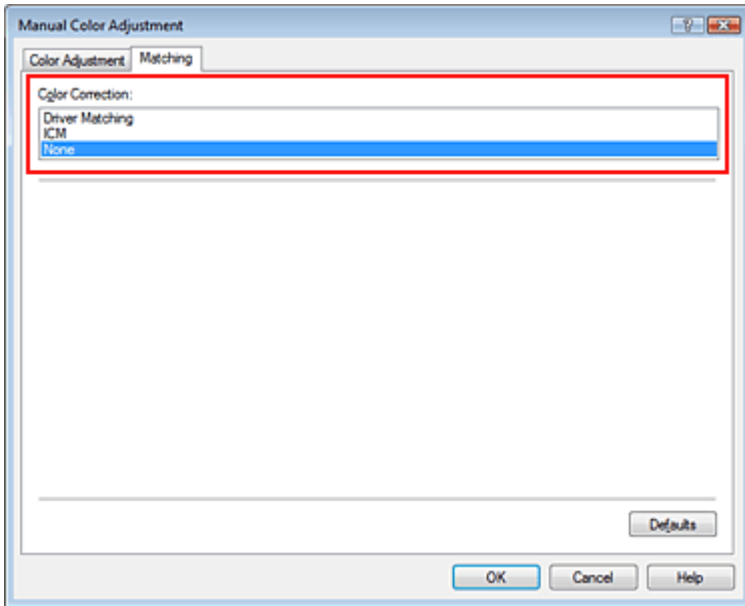 Manual Color Adjustment
Color Adjustment Matching
Color Correction:
Driver Matching
ICM
None
Defaults
OK Cancel Help